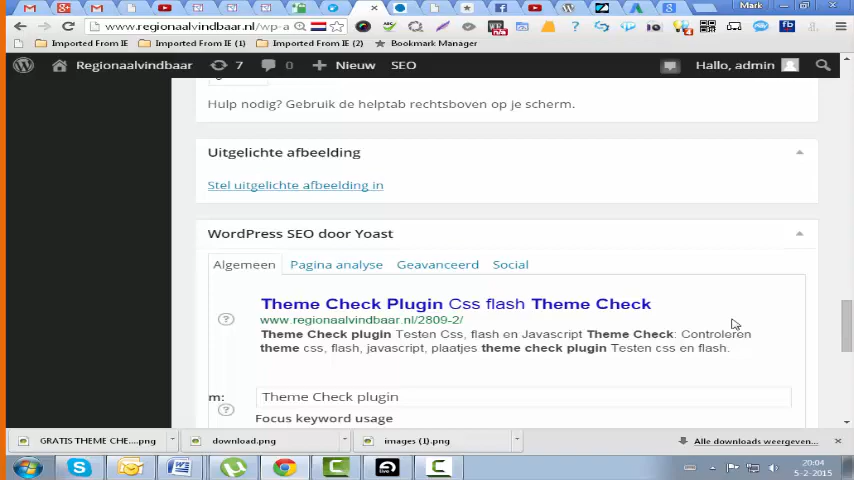 Mark
www.regionaalvindbaar.nl/wp-a
Imported From IE
Imported From IE (1)
Imported From IE (2)
Bookmark Manager
Regionaalvindbaar
7
0
Nieuw
SEO
Hallo, admin
Hulp nodig? Gebruik de helptab rechtsboven op je scherm.
Uitgelichte afbeelding
Stel uitgelichte afbeelding in
WordPress SEO door Yoast
Algemeen
Pagina analyse
Geavanceerd
Social
Theme Check Plugin Css flash Theme Check
www.regionaalvindbaar.nl/2809-2/
Theme Check plugin Testen Css, flash en Javascript Theme Check: Controleren
theme css, flash, javascript, plaatjes theme check plugin Testen css en flash.
m:
Theme Check plugin
Focus keyword usage
GRATIS THEME CHE....png
download.png
images (1).png
Alle downloads weergeven...
20:04
5-2-2015